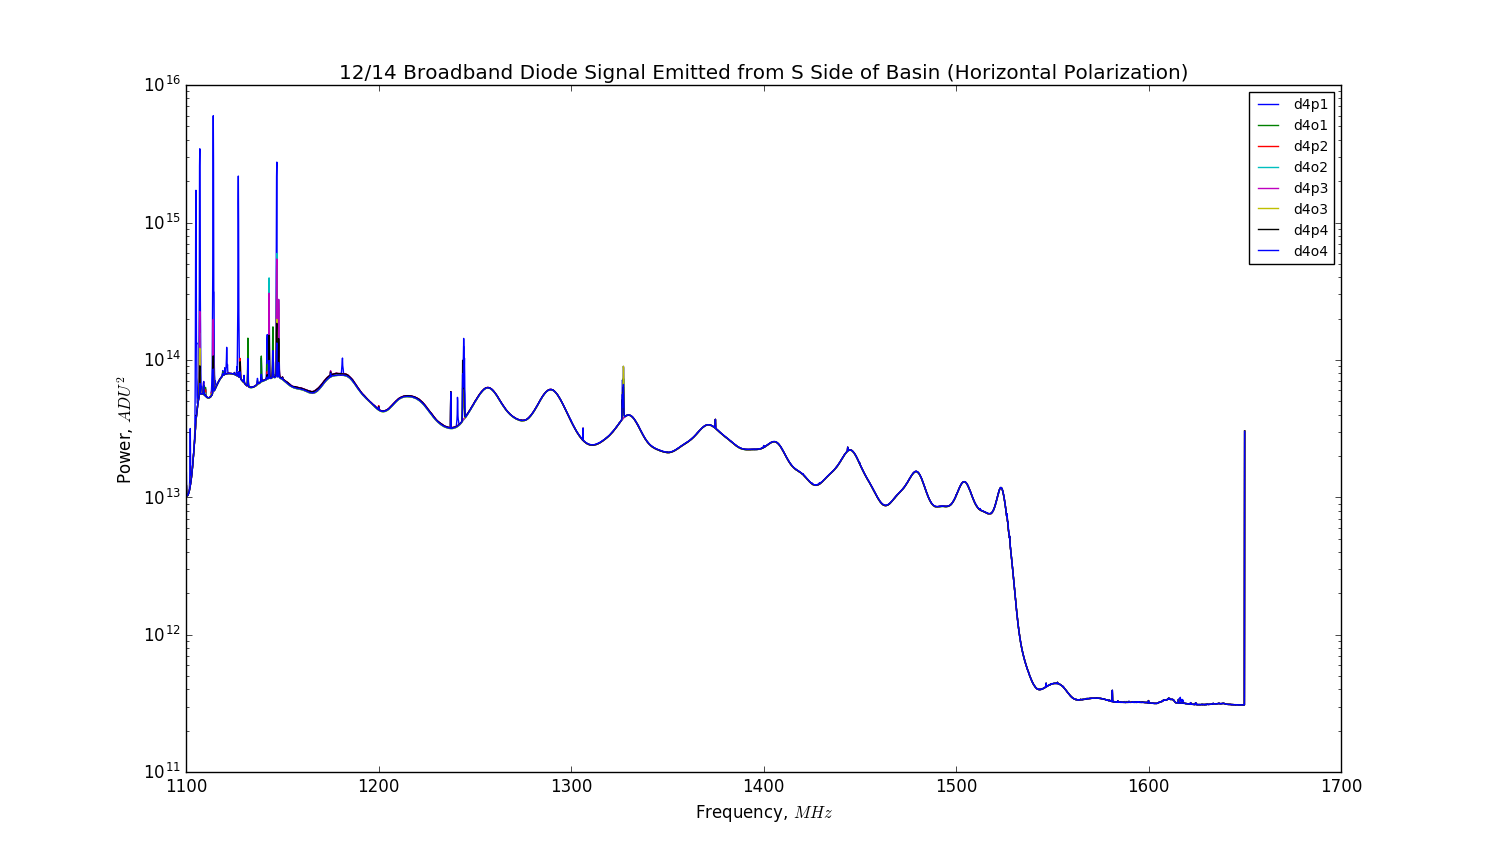 12/14 Broadband Diode Signal Emitted from S Side of Basin (Horizontal Polarization)
10^16
10^15
10^14
10^13
10^12
10^11
Power, ADU^2
d4p1
d4o1
d4p2
d4o2
d4p3
d4o3
d4p4
d4o4
1100 1200 1300 1400 1500 1600 1700
Frequency, MHz